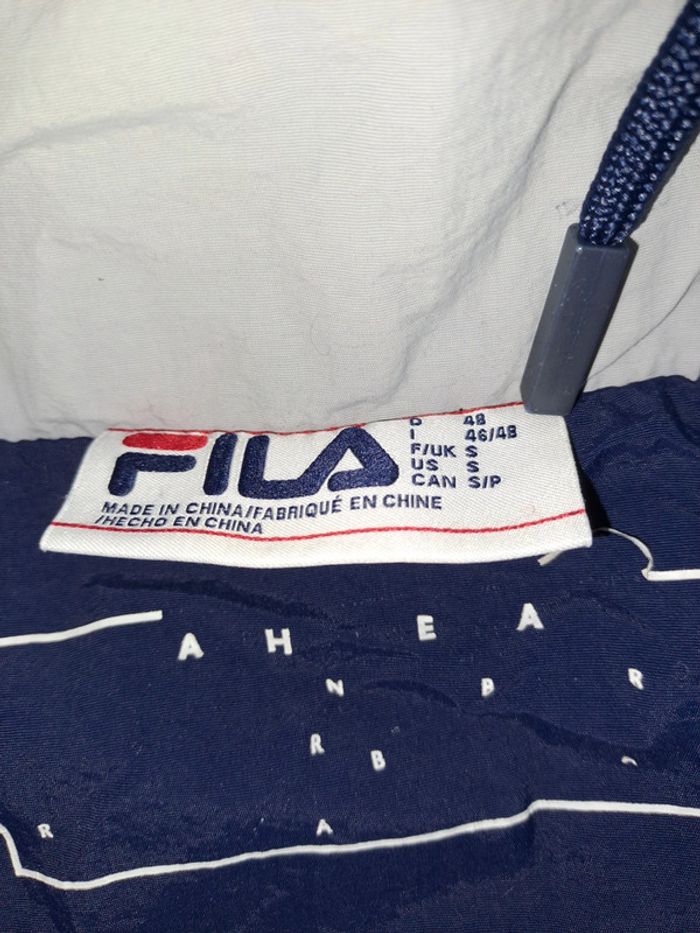 FILA
D 48
I 46/48
F/UK S
US S
CAN S/P
MADE IN CHINA/FABRIQUÉ EN CHINE
/HECHO EN CHINA
A H E A
N P R
R B
R A